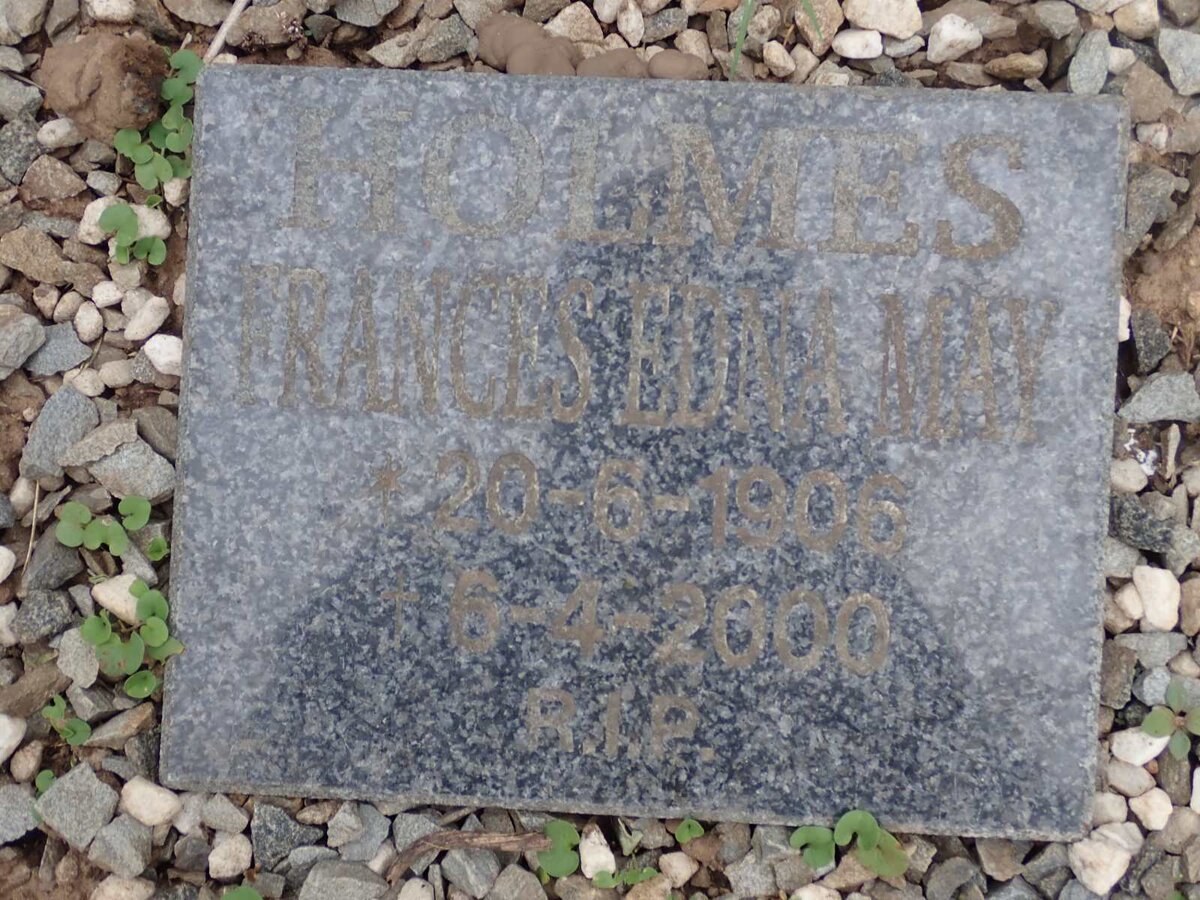 HOLMES
FRANCES EDNA MAY
* 20-6-1906
† 6-4-2000
R.I.P.